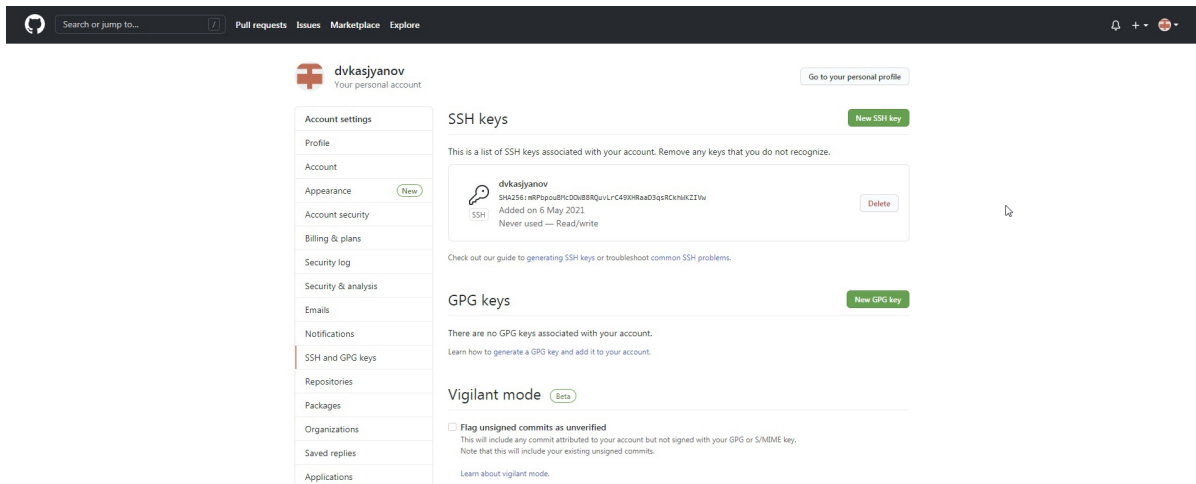 Search or jump to... /
Pull requests Issues Marketplace Explore
dvkasjyanov
Your personal account
Go to your personal profile
Account settings
Profile
Account
Appearance New
Account security
Billing & plans
Security log
Security & analysis
Emails
Notifications
SSH and GPG keys
Repositories
Packages
Organizations
Saved replies
Applications
SSH keys
New SSH key
This is a list of SSH keys associated with your account. Remove any keys that you do not recognize.
dvkasjyanov
SSH
Added on 6 May 2021
Never used — Read/write
Delete
Check out our guide to generating SSH keys or troubleshoot common SSH problems.
GPG keys
New GPG key
There are no GPG keys associated with your account.
Learn how to generate a GPG key and add it to your account.
Vigilant mode Beta
Flag unsigned commits as unverified
This will include any commit attributed to your account but not signed with your GPG or S/MIME key.
Note that this will include your existing unsigned commits.
Learn about vigilant mode.